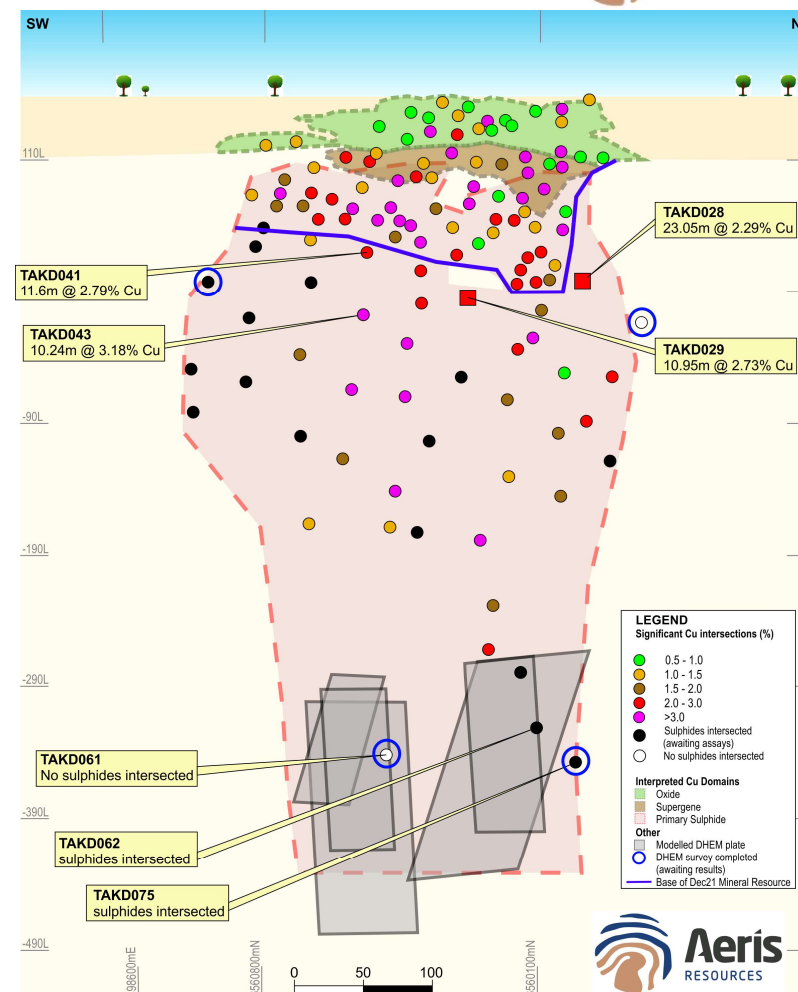 SW
N
110L
TAKD028
23.05m @ 2.29% Cu
TAKD041
11.6m @ 2.79% Cu
TAKD043
10.24m @ 3.18% Cu
TAKD029
10.95m @ 2.73% Cu
-90L
-190L
-290L
LEGEND
Significant Cu intersections (%)
0.5 - 1.0
1.0 - 1.5
1.5 - 2.0
2.0 - 3.0
>3.0
Sulphides intersected
(awaiting assays)
No sulphides intersected
Interpreted Cu Domains
Oxide
Supergene
Primary Sulphide
Other
Modelled DHEM plate
DHEM survey completed
(awaiting results)
Base of Dec21 Mineral Resource
TAKD061
No sulphides intersected
-390L
TAKD062
sulphides intersected
TAKD075
sulphides intersected
-490L
98600mE
560800mN
560100mN
0 50 100
Aeris
RESOURCES